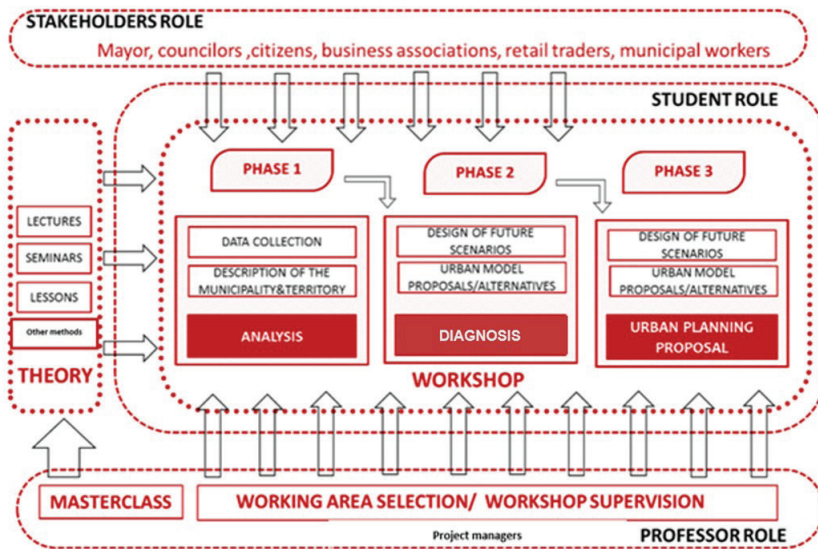 STAKEHOLDERS ROLE
Mayor, councilors ,citizens, business associations, retail traders, municipal workers
STUDENT ROLE
PHASE 1
PHASE 2
PHASE 3
LECTURES
SEMINARS
LESSONS
Other methods
THEORY
DATA COLLECTION
DESCRIPTION OF THE
MUNICIPALITY&TERRITORY
ANALYSIS
DESIGN OF FUTURE
SCENARIOS
URBAN MODEL
PROPOSALS/ALTERNATIVES
DIAGNOSIS
DESIGN OF FUTURE
SCENARIOS
URBAN MODEL
PROPOSALS/ALTERNATIVES
URBAN PLANNING
PROPOSAL
WORKSHOP
MASTERCLASS
WORKING AREA SELECTION/ WORKSHOP SUPERVISION
Project managers
PROFESSOR ROLE